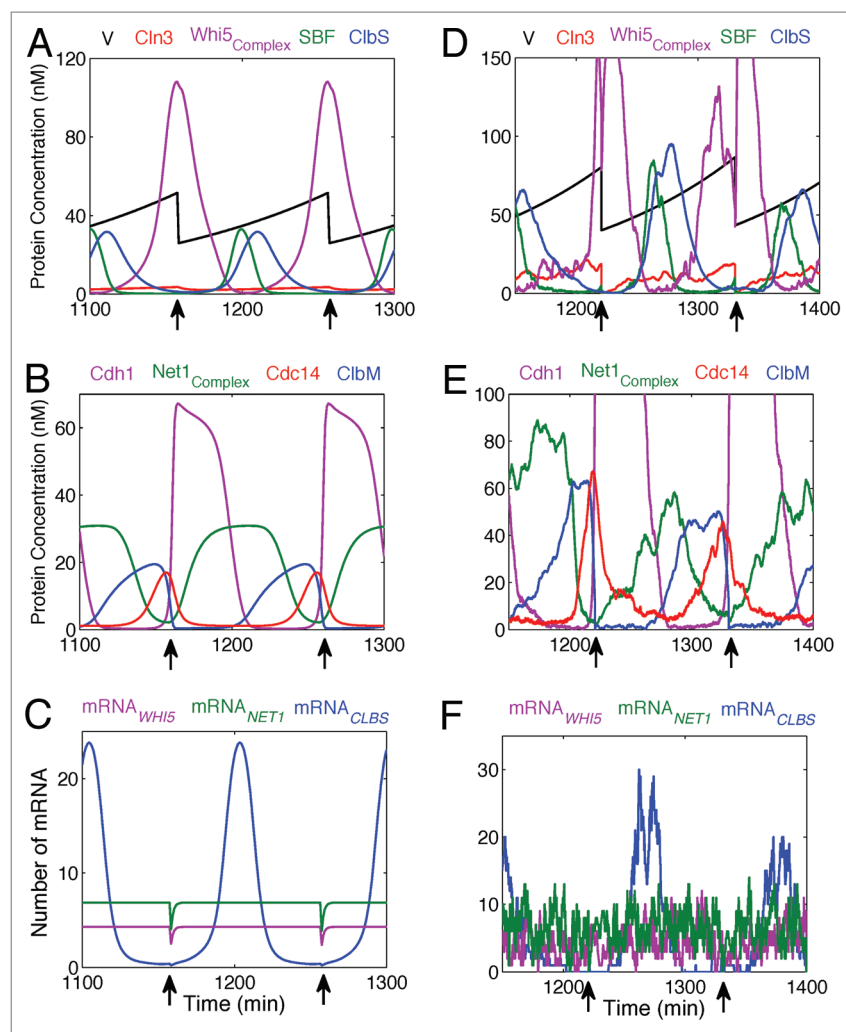 A
V Cln3 Whi5Complex SBF ClbS
Protein Concentration (nM)
120
80
40
0
1100 1200 1300
D
V Cln3 Whi5Complex SBF ClbS
150
100
50
0
1200 1300 1400
B
Cdh1 Net1Complex Cdc14 ClbM
Protein Concentration (nM)
60
40
20
0
1100 1200 1300
E
Cdh1 Net1Complex Cdc14 ClbM
100
80
60
40
20
0
1200 1300 1400
C
mRNAWHI5 mRNANET1 mRNACLBS
Number of mRNA
20
10
0
1100 1200 1300
Time (min)
F
mRNAWHI5 mRNANET1 mRNACLBS
30
20
10
0
1200 1300 1400
Time (min)